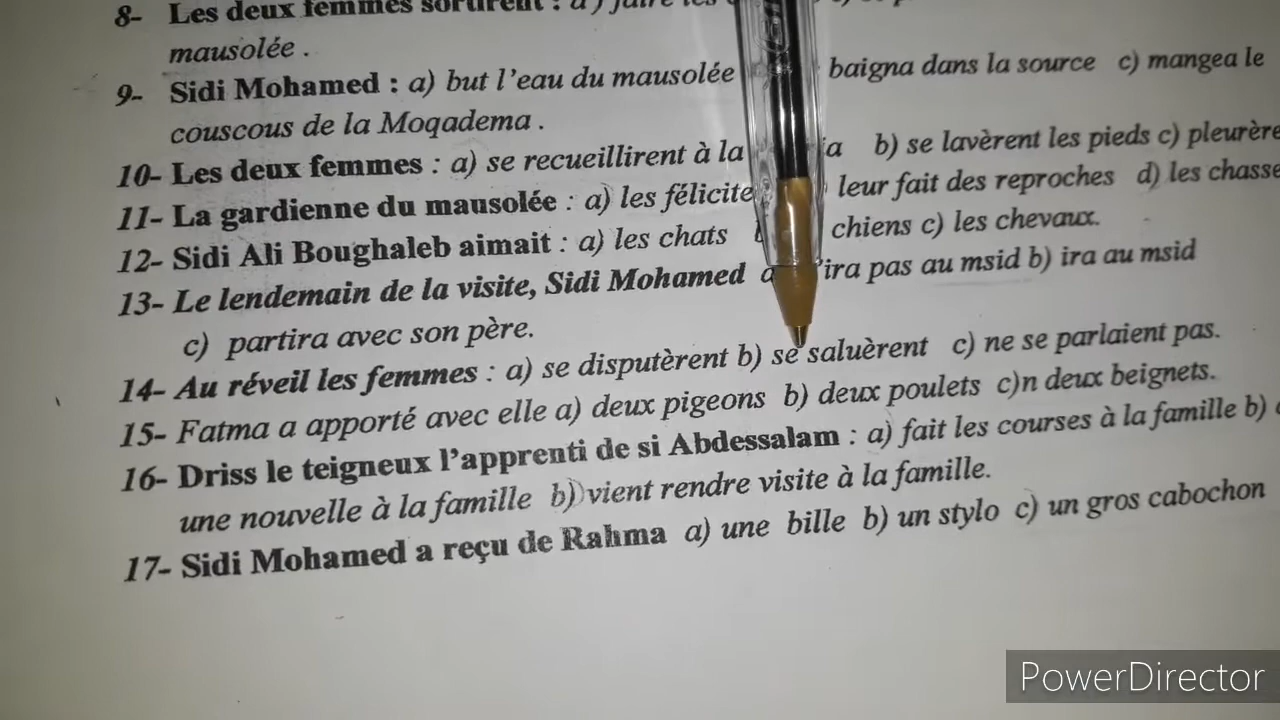 8- Les deux femmes sortirent : a) faire les
mausolée .
9- Sidi Mohamed : a) but l'eau du mausolée baigna dans la source c) mangea le
couscous de la Moqadema .
10- Les deux femmes : a) se recueillirent à la b) se lavèrent les pieds c) pleurère
11- La gardienne du mausolée : a) les félicite leur fait des reproches d) les chasse
12- Sidi Ali Boughaleb aimait : a) les chats chiens c) les chevaux.
13- Le lendemain de la visite, Sidi Mohamed a ira pas au msid b) ira au msid
c) partira avec son père.
14- Au réveil les femmes : a) se disputèrent b) se saluèrent c) ne se parlaient pas.
15- Fatma a apporté avec elle a) deux pigeons b) deux poulets c)n deux beignets.
16- Driss le teigneux l'apprenti de si Abdessalam : a) fait les courses à la famille b)
une nouvelle à la famille b) vient rendre visite à la famille.
17- Sidi Mohamed a reçu de Rahma a) une bille b) un stylo c) un gros cabochon
PowerDirector